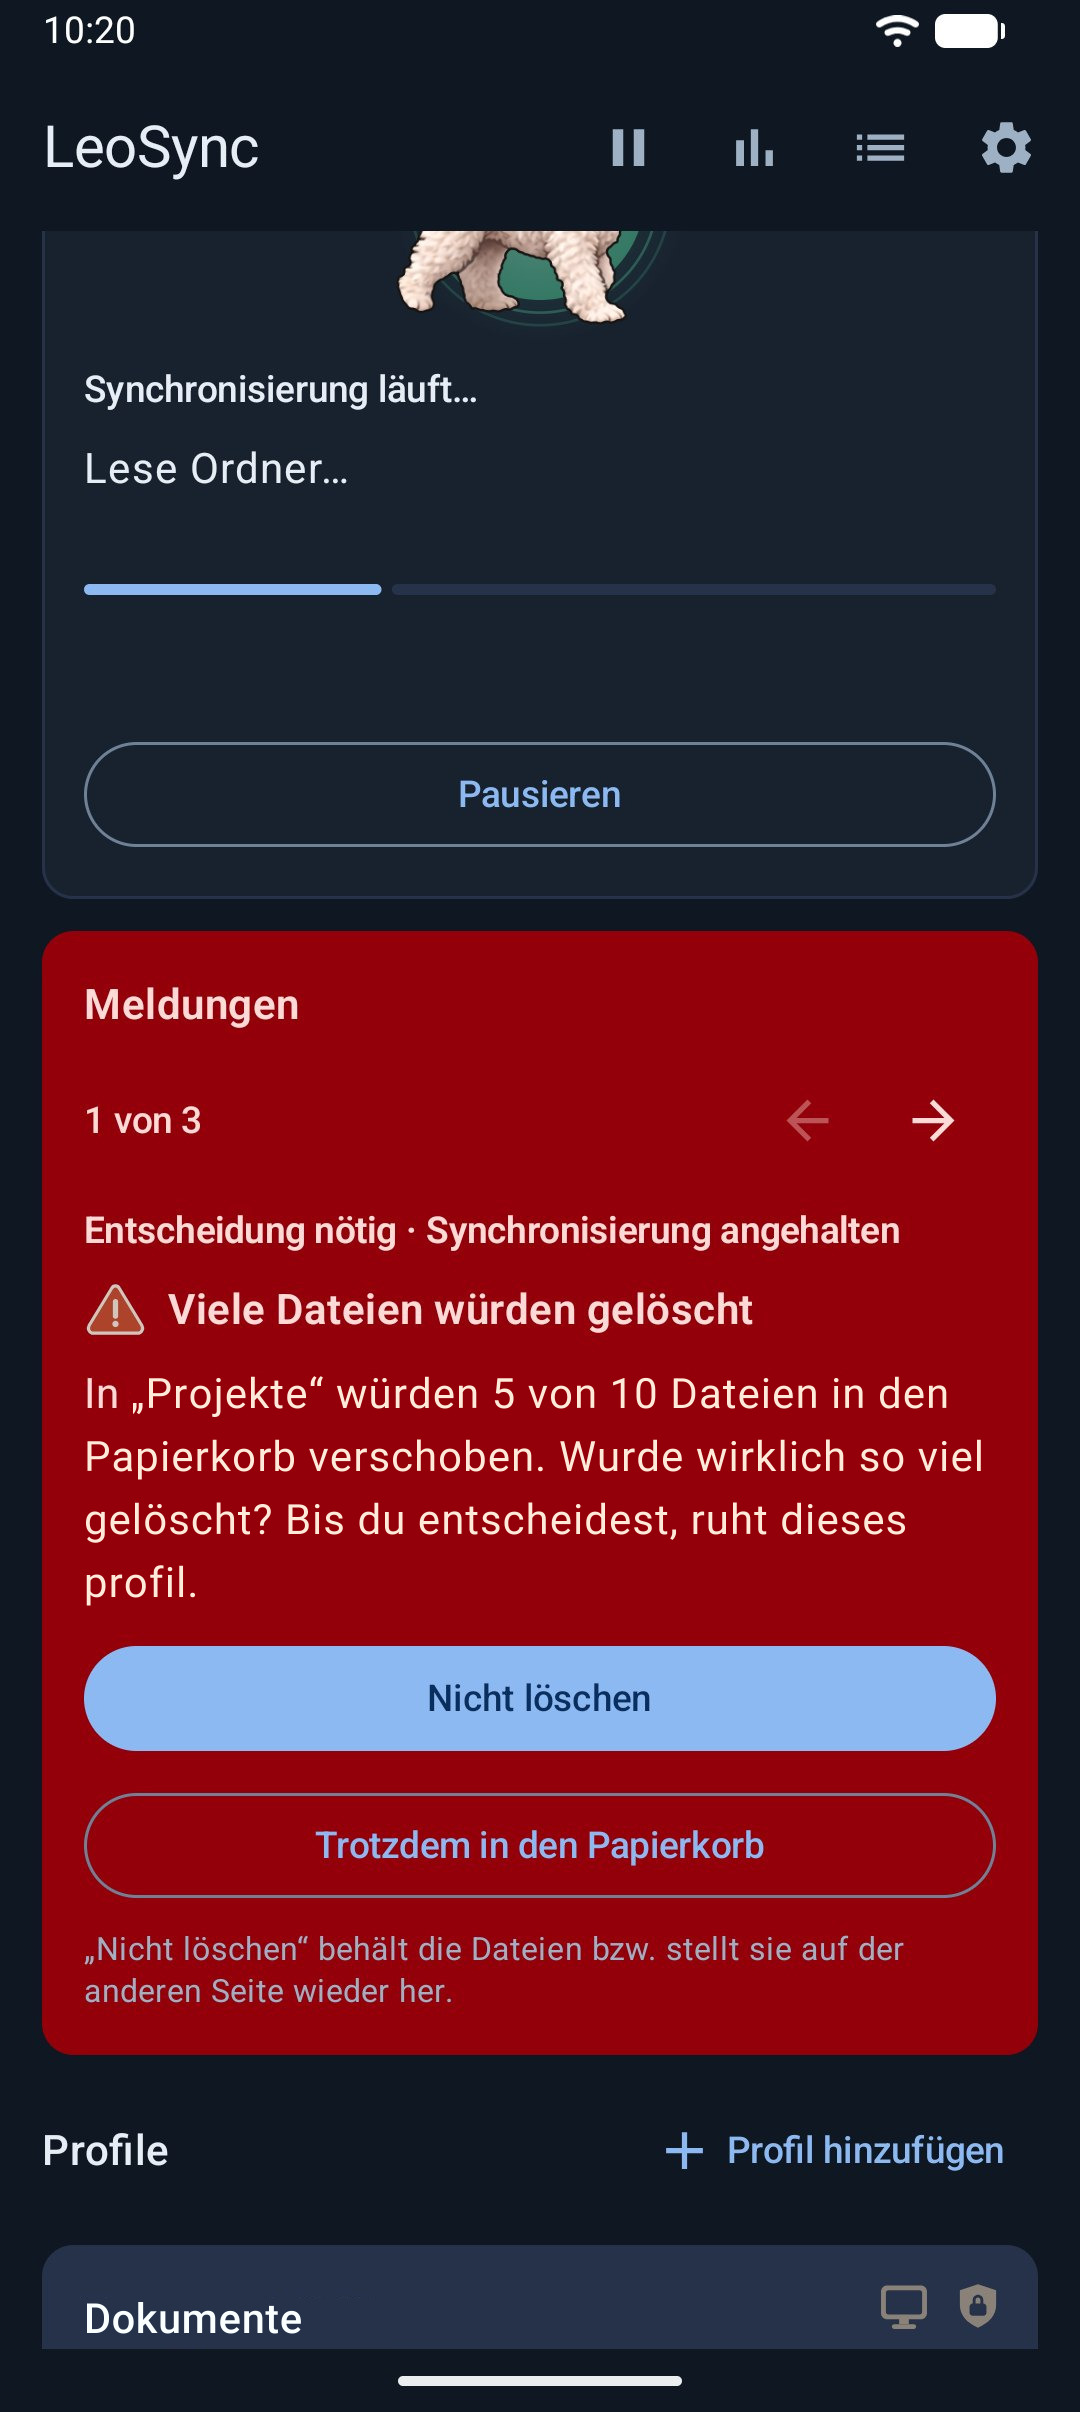 10:20
LeoSync
Synchronisierung läuft…
Lese Ordner…
Pausieren
Meldungen
1 von 3
Entscheidung nötig · Synchronisierung angehalten
Viele Dateien würden gelöscht
In „Projekte“ würden 5 von 10 Dateien in den
Papierkorb verschoben. Wurde wirklich so viel
gelöscht? Bis du entscheidest, ruht dieses
profil.
Nicht löschen
Trotzdem in den Papierkorb
„Nicht löschen“ behält die Dateien bzw. stellt sie auf der
anderen Seite wieder her.
Profile
Profil hinzufügen
Dokumente